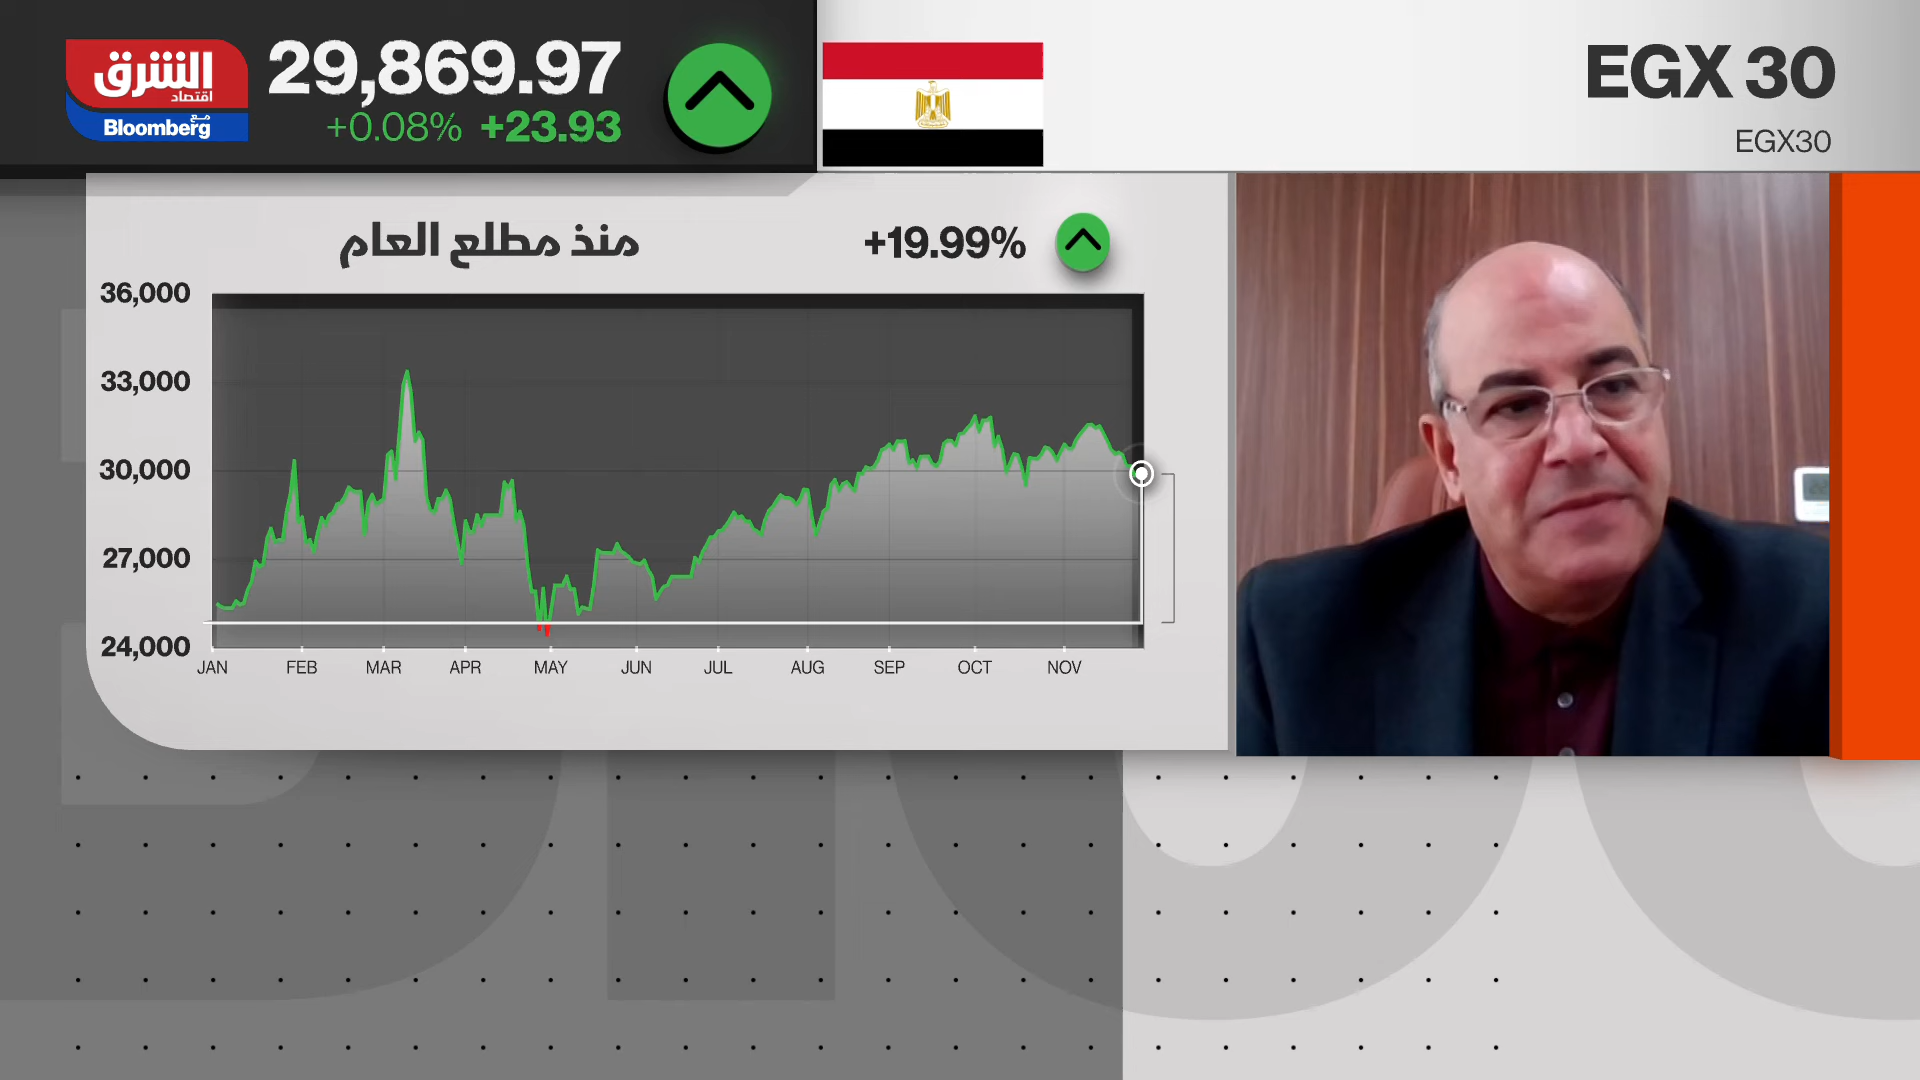 الشرق
اقتصاد
مع
Bloomberg
29,869.97
+0.08% +23.93
EGX 30
EGX30
منذ مطلع العام
+19.99%
36,000
33,000
30,000
27,000
24,000
JAN FEB MAR APR MAY JUN JUL AUG SEP OCT NOV